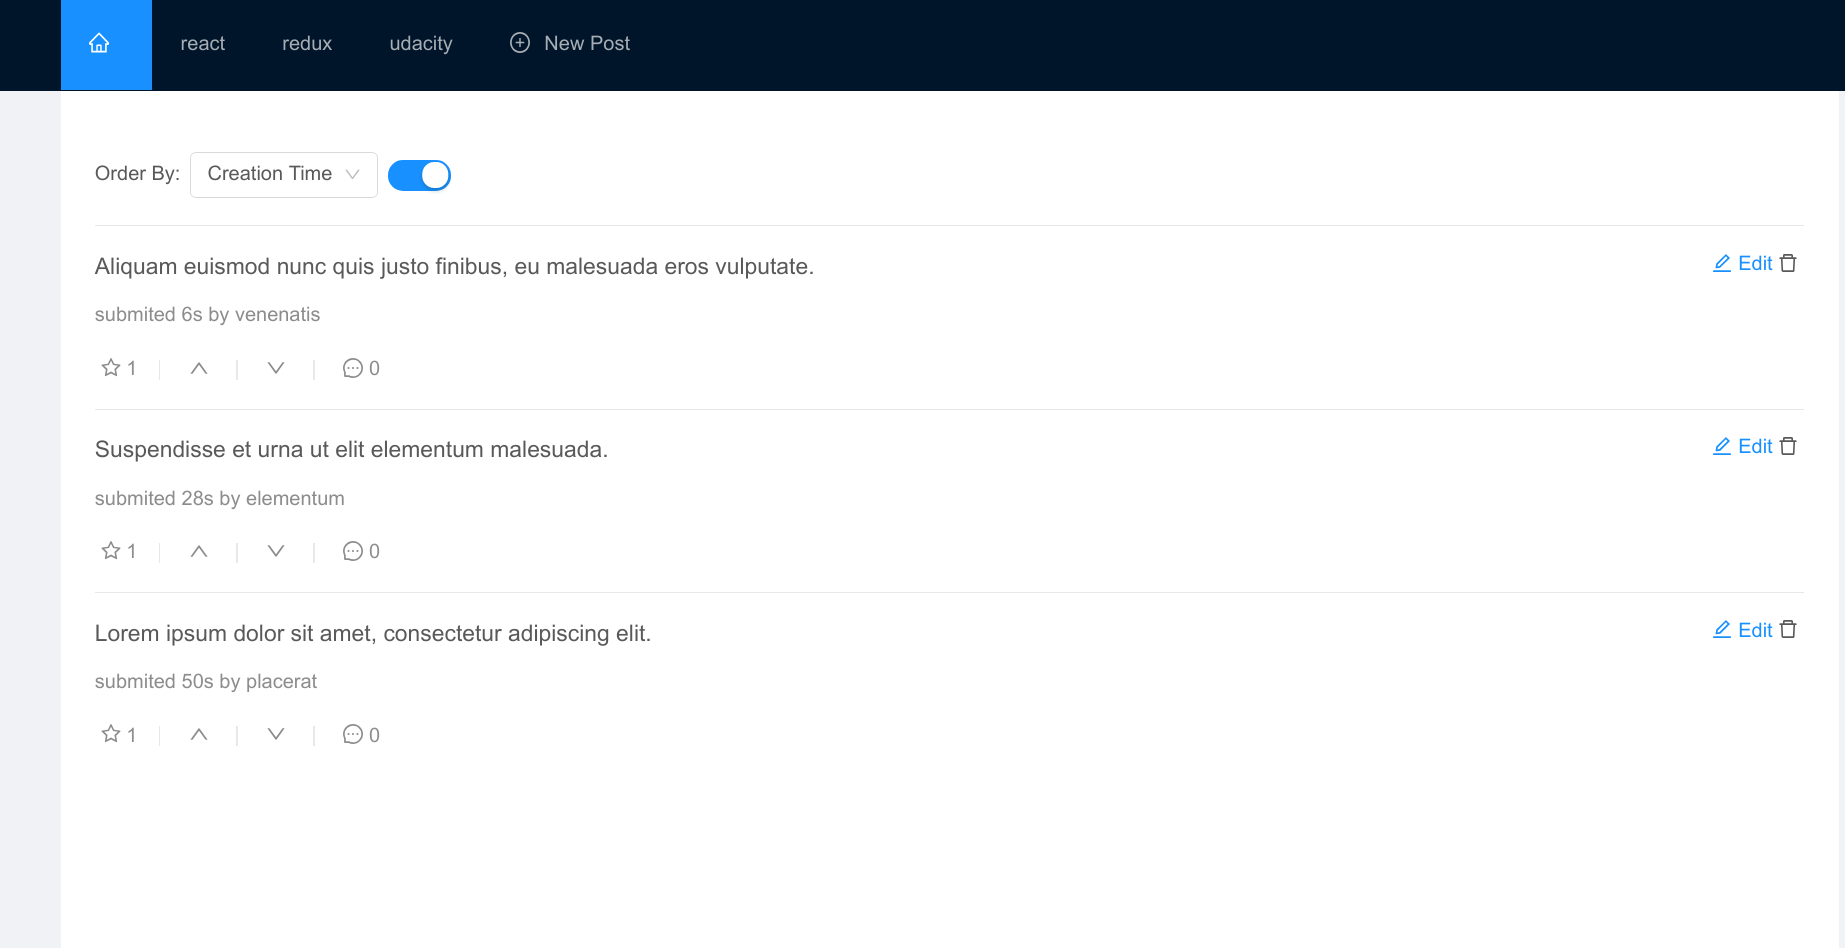 react redux udacity New Post
Order By: Creation Time
Aliquam euismod nunc quis justo finibus, eu malesuada eros vulputate. Edit
submited 6s by venenatis
1 0
Suspendisse et urna ut elit elementum malesuada. Edit
submited 28s by elementum
1 0
Lorem ipsum dolor sit amet, consectetur adipiscing elit. Edit
submited 50s by placerat
1 0